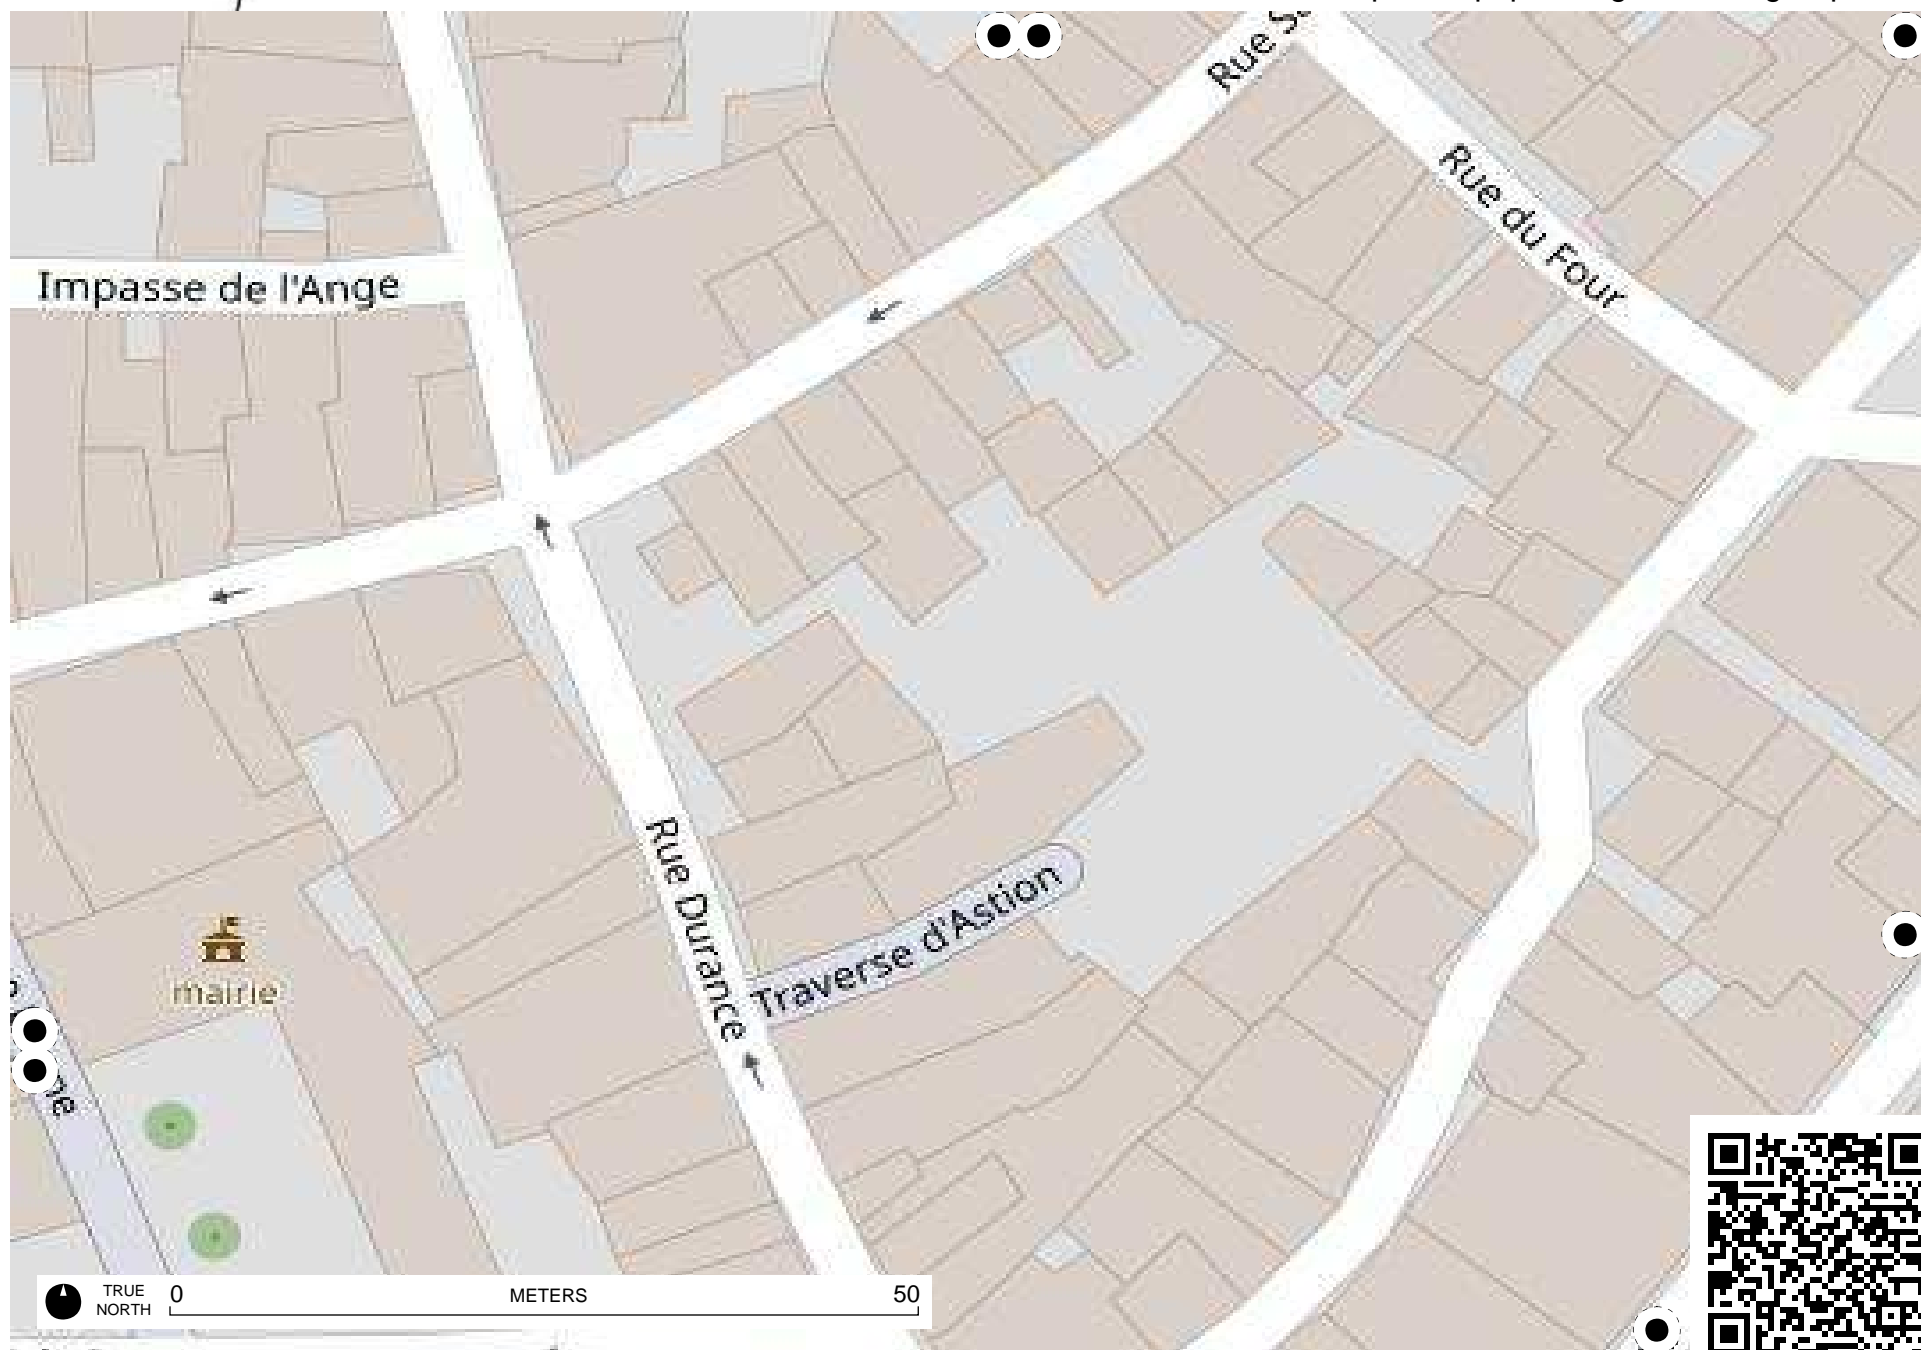 Rue
Rue du Four
Impasse de l'Ange
Rue Durance
Traverse d'Astion
mairie
TRUE NORTH
0
METERS
50